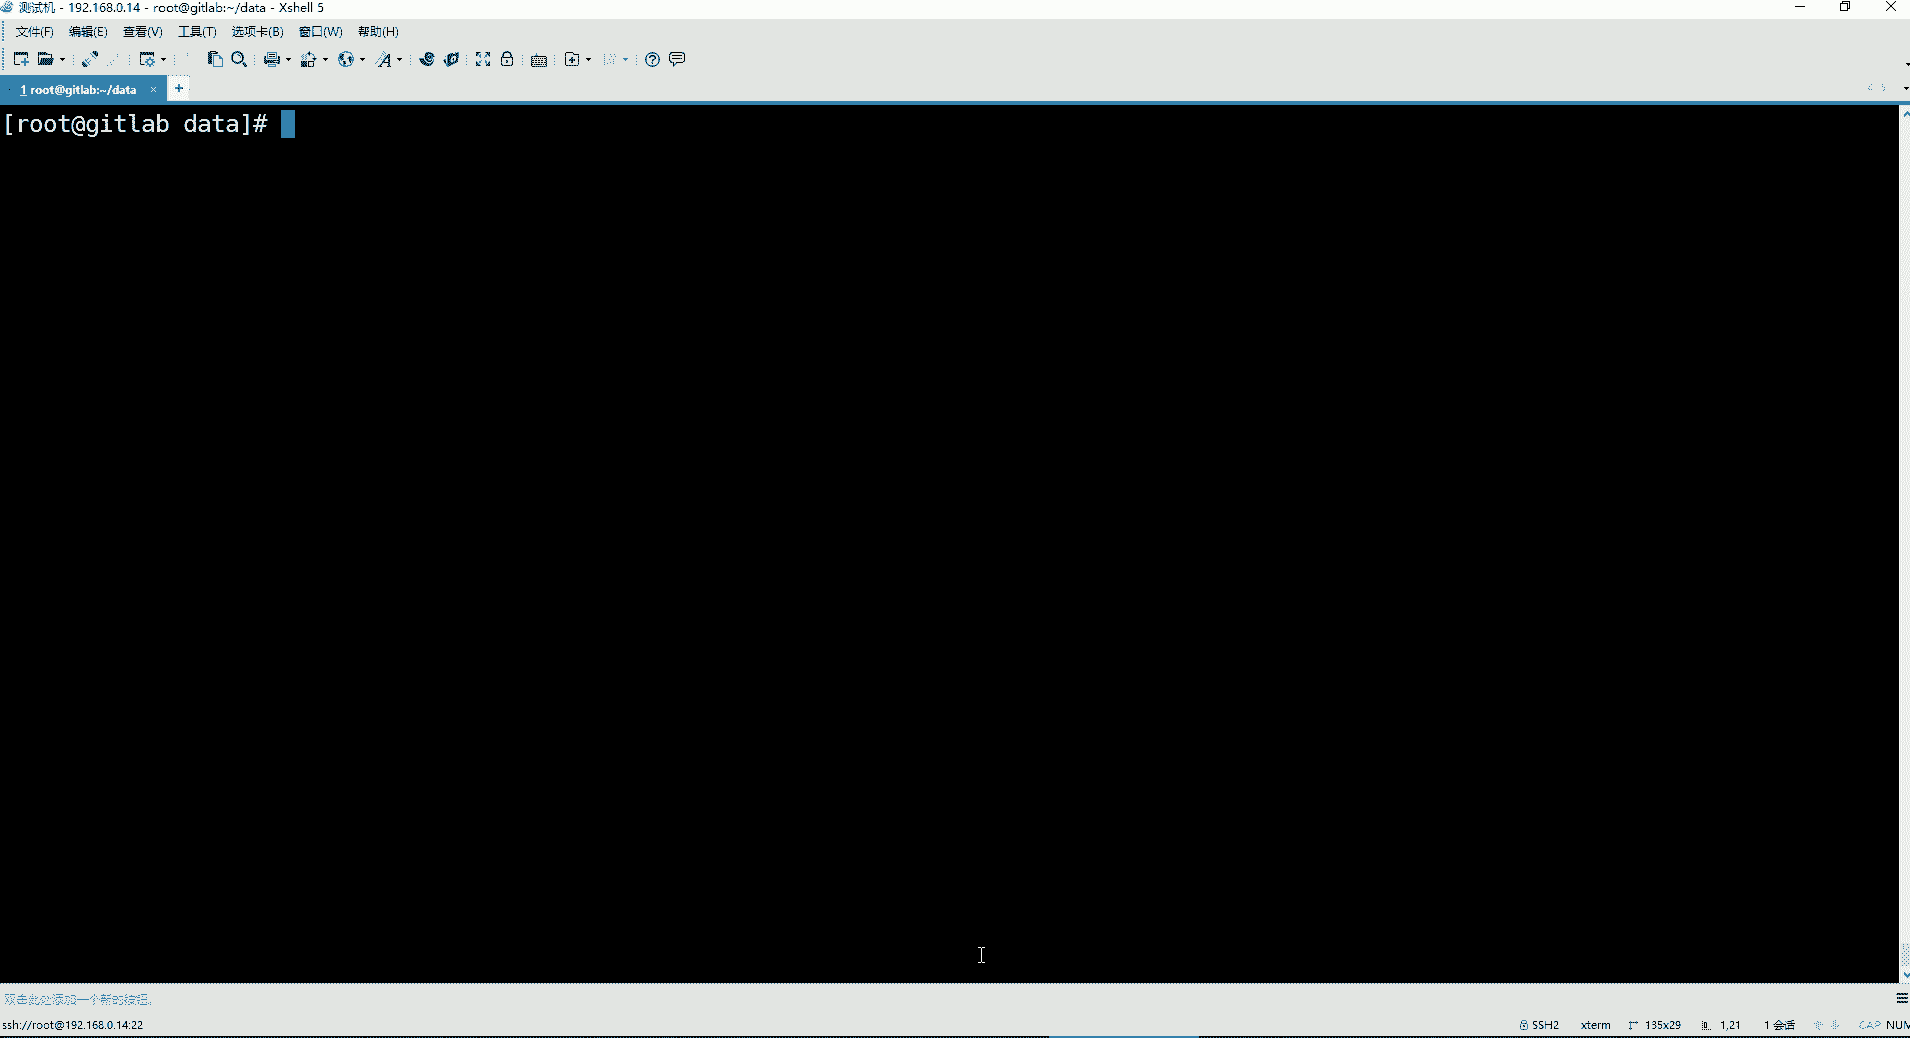 测试机 - 192.168.0.14 - root@gitlab:~/data - Xshell 5
文件(F) 编辑(E) 查看(V) 工具(T) 选项卡(B) 窗口(W) 帮助(H)
1 root@gitlab:~/data × +
[root@gitlab data]#
双击此处添加一个新的按钮。
ssh://root@192.168.0.14:22 SSH2 xterm 135x29 1,21 1 会话 CAP NUM